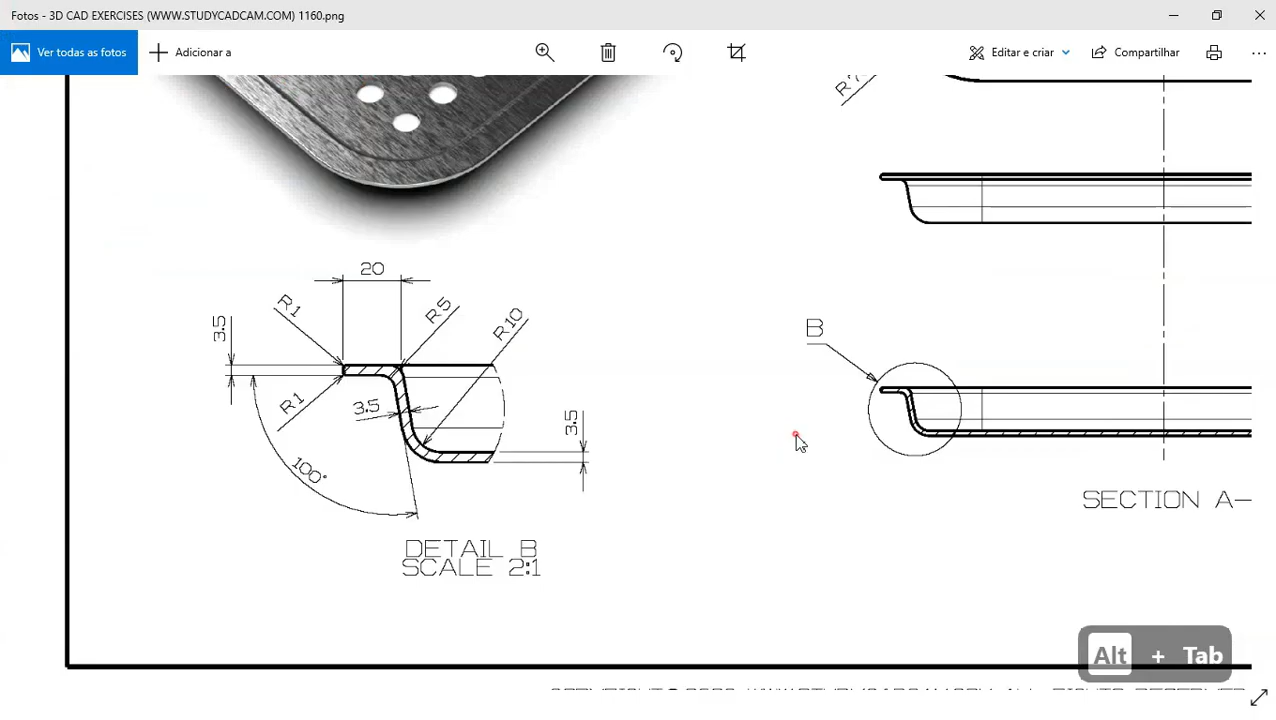 Fotos - 3D CAD EXERCISES (WWW.STUDYCADCAM.COM) 1160.png
Ver todas as fotos
Adicionar a
Editar e criar
Compartilhar
20
R1
R5
R10
3.5
R1
3.5
3.5
100°
B
DETAIL B
SCALE 2:1
SECTION A-
Alt + Tab